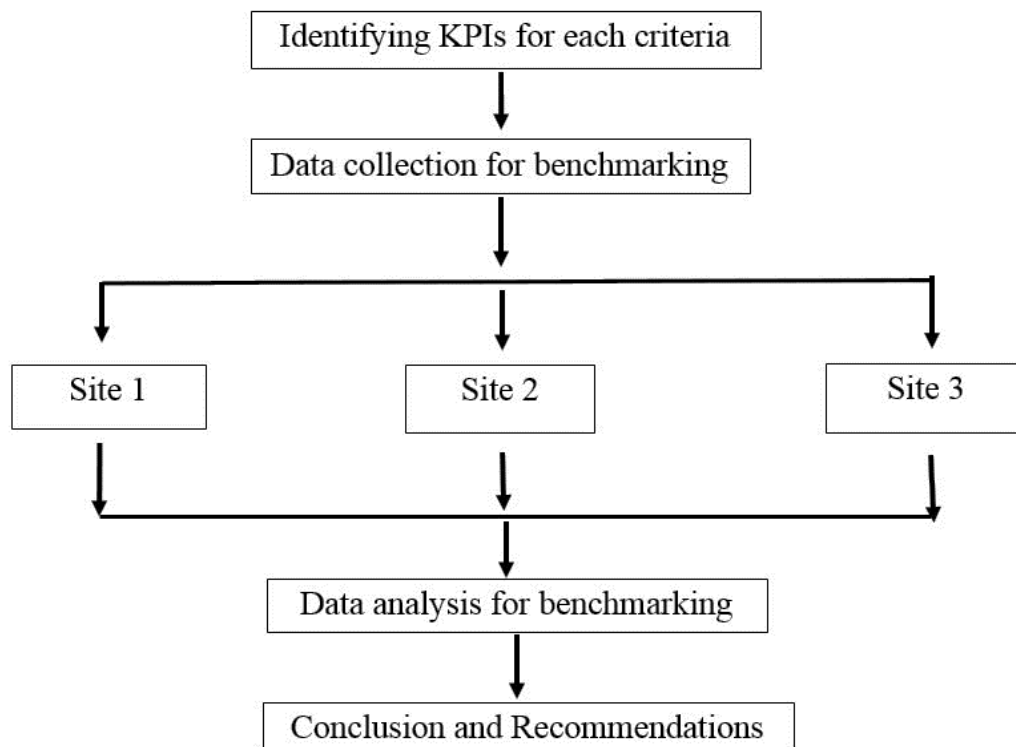 Identifying KPIs for each criteria
Data collection for benchmarking
Site 1
Site 2
Site 3
Data analysis for benchmarking
Conclusion and Recommendations